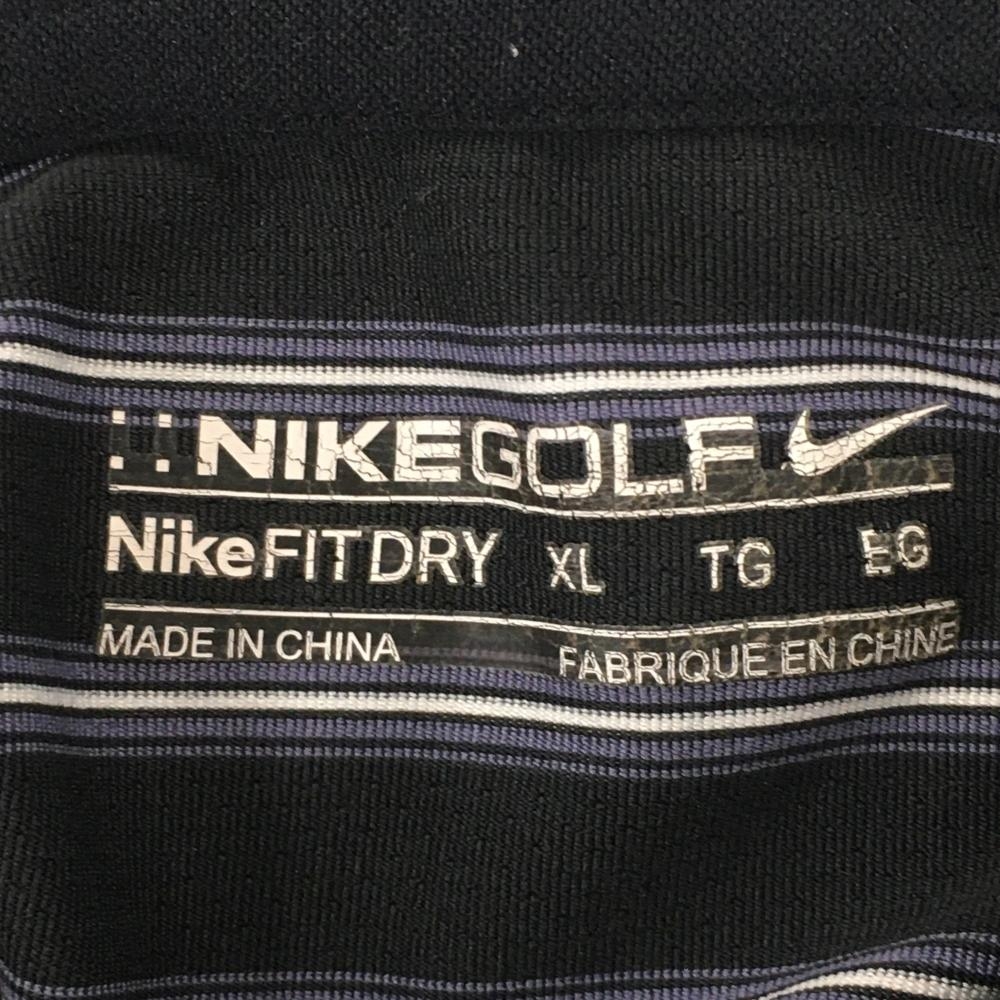 NIKEGOLF
NikeFITDRY XL TG EG
MADE IN CHINA FABRIQUE EN CHINE